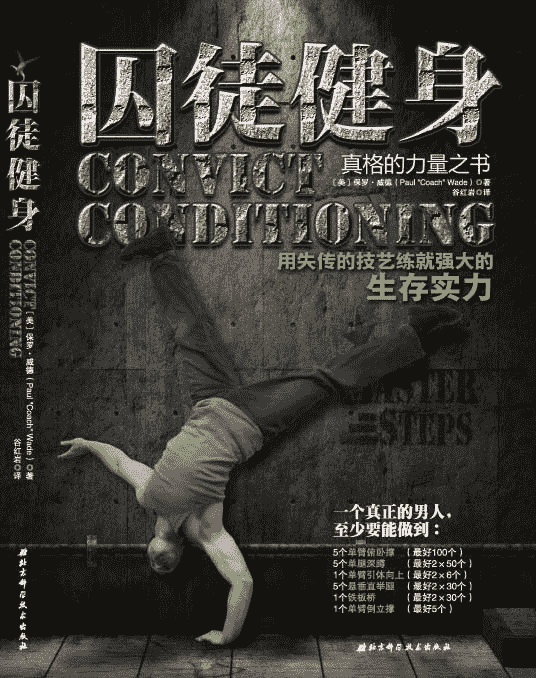 囚徒健身
CONVICT
CONDITIONING
〔美〕保罗·威德（Paul "Coach" Wade）◎著
谷红岩◎译
北京科学技术出版社
囚徒健身
CONVICT
真格的力量之书
〔美〕保罗·威德（Paul "Coach" Wade）◎著
谷红岩◎译
CONDITIONING
用失传的技艺练就强大的
生存实力
MASTER
STEPS
一个真正的男人，
至少要能做到：
5个单臂俯卧撑 （最好100个）
5个单腿深蹲 （最好2×50个）
1个单臂引体向上（最好2×6个）
5个悬垂直举腿 （最好2×30个）
1个铁板桥 （最好2×30个）
1个单臂倒立撑 （最好5个）
北京科学技术出版社